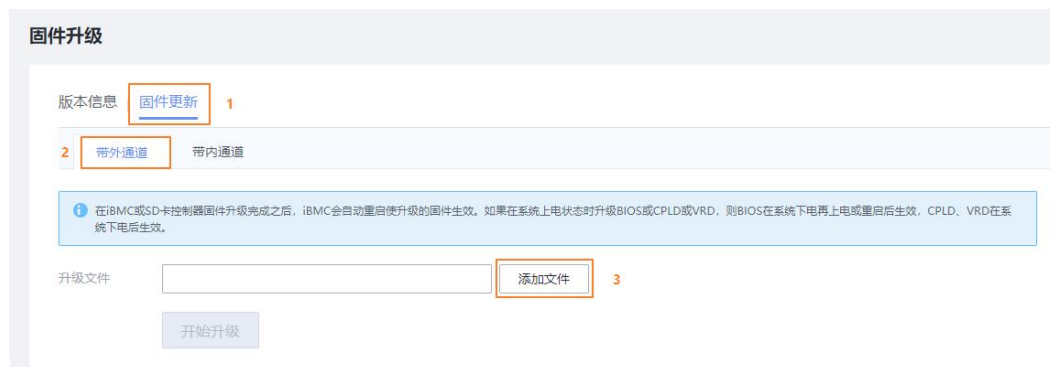 固件升级
版本信息 固件更新 1
2 带外通道 带内通道
在iBMC或SD卡控制器固件升级完成之后，iBMC会自动重启使升级的固件生效。如果在系统上电状态时升级BIOS或CPLD或VRD，则BIOS在系统下电再上电或重启后生效，CPLD、VRD在系
统下电后生效。
升级文件 添加文件 3
开始升级